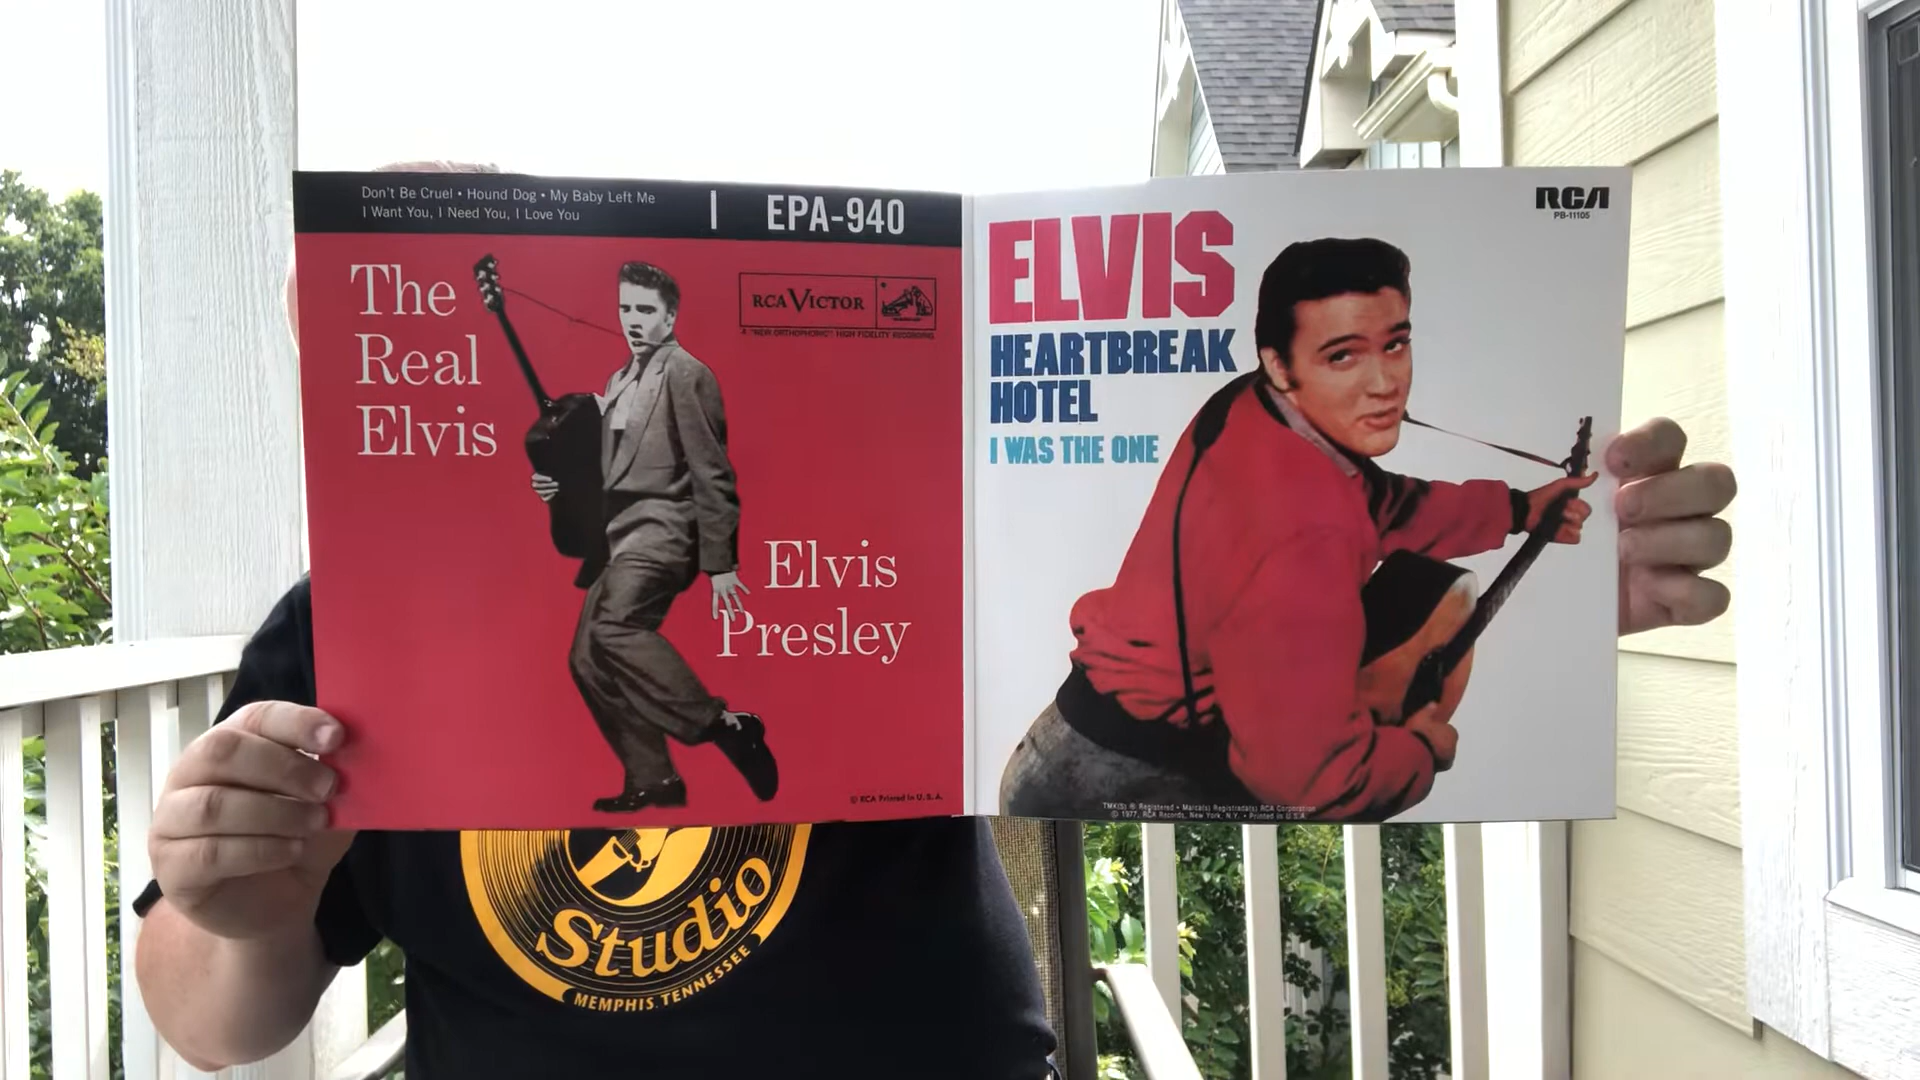 Don't Be Cruel • Hound Dog • My Baby Left Me
I Want You, I Need You, I Love You
EPA-940
The
Real
Elvis
RCA VICTOR
A "NEW ORTHOPHONIC" HIGH FIDELITY RECORDING
Elvis
Presley
© RCA Printed in U.S.A.
RCA
PB-11105
ELVIS
HEARTBREAK
HOTEL
I WAS THE ONE
TMK(S) ® Registered • Marca(s) Registrada(s) RCA Corporation
© 1977, RCA Records, New York, N.Y. • Printed in U.S.A.
Studio
MEMPHIS, TENNESSEE